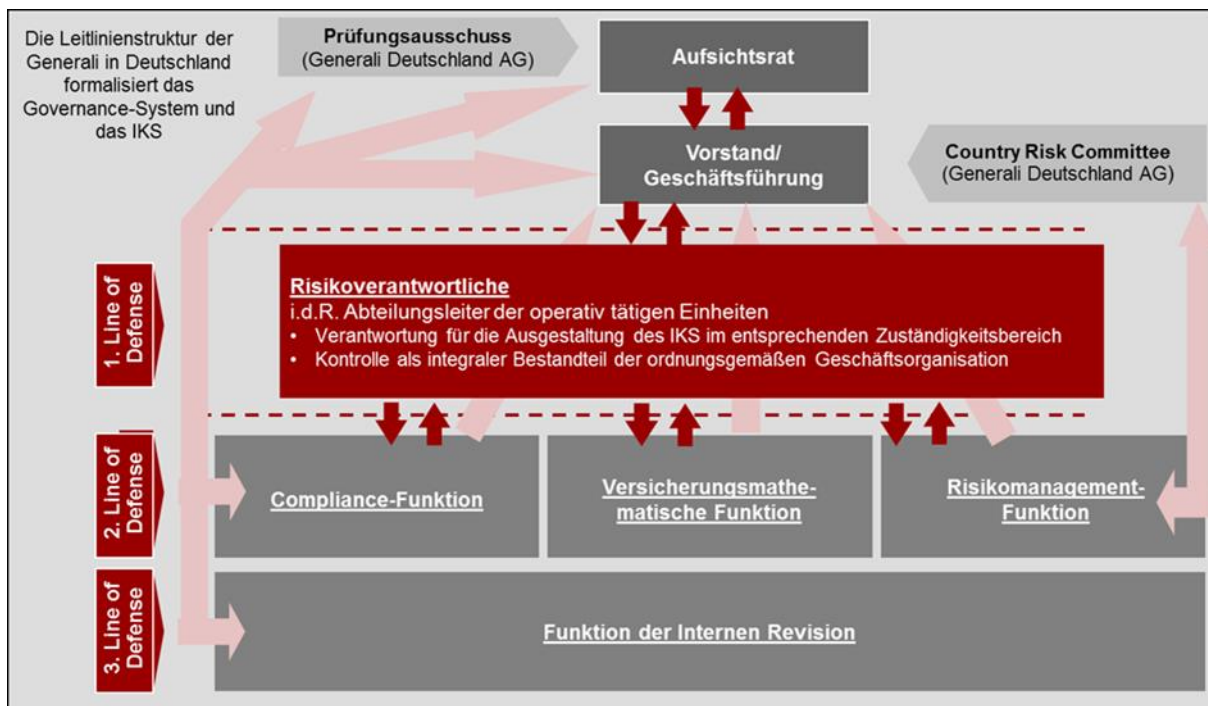 Die Leitlinienstruktur der
Generali in Deutschland
formalisiert das
Governance-System und
das IKS
Prüfungsausschuss
(Generali Deutschland AG)
Aufsichtsrat
Vorstand/
Geschäftsführung
Country Risk Committee
(Generali Deutschland AG)
1. Line of
Defense
Risikoverantwortliche
i.d.R. Abteilungsleiter der operativ tätigen Einheiten
• Verantwortung für die Ausgestaltung des IKS im entsprechenden Zuständigkeitsbereich
• Kontrolle als integraler Bestandteil der ordnungsgemäßen Geschäftsorganisation
2. Line of
Defense
Compliance-Funktion
Versicherungsmathe-
matische Funktion
Risikomanagement-
Funktion
3. Line of
Defense
Funktion der Internen Revision